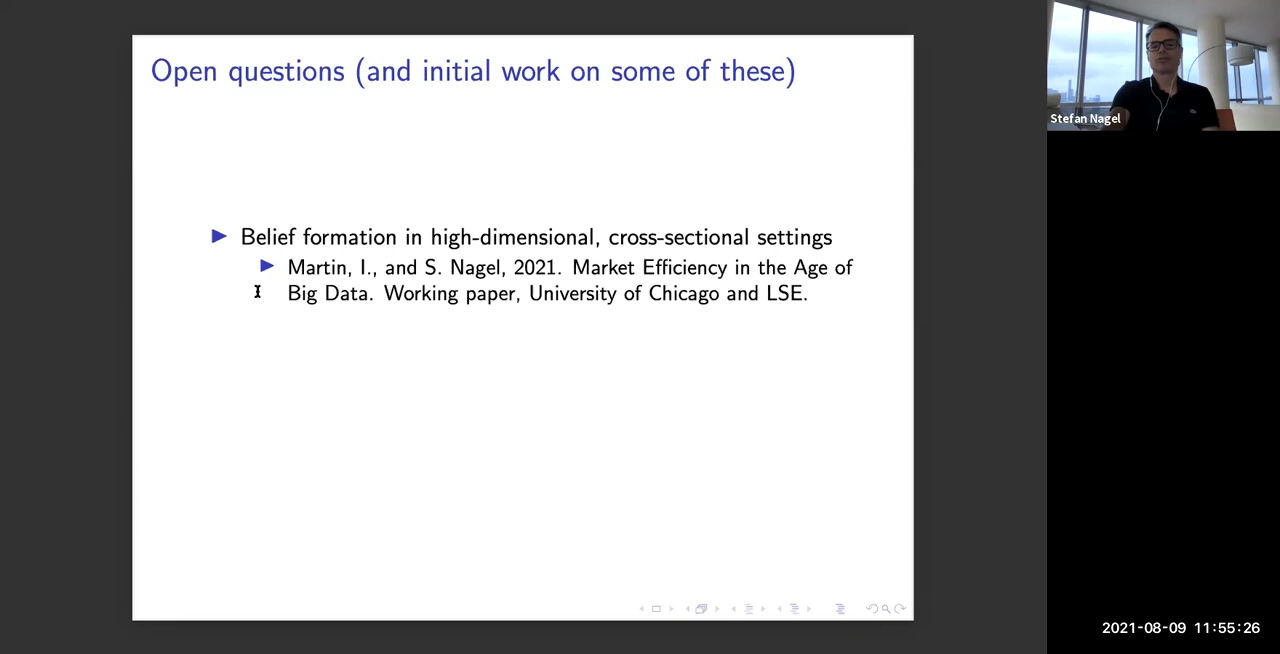 Open questions (and initial work on some of these)
Belief formation in high-dimensional, cross-sectional settings
Martin, I., and S. Nagel, 2021. Market Efficiency in the Age of
Big Data. Working paper, University of Chicago and LSE.
Stefan Nagel
2021-08-09 11:55:26